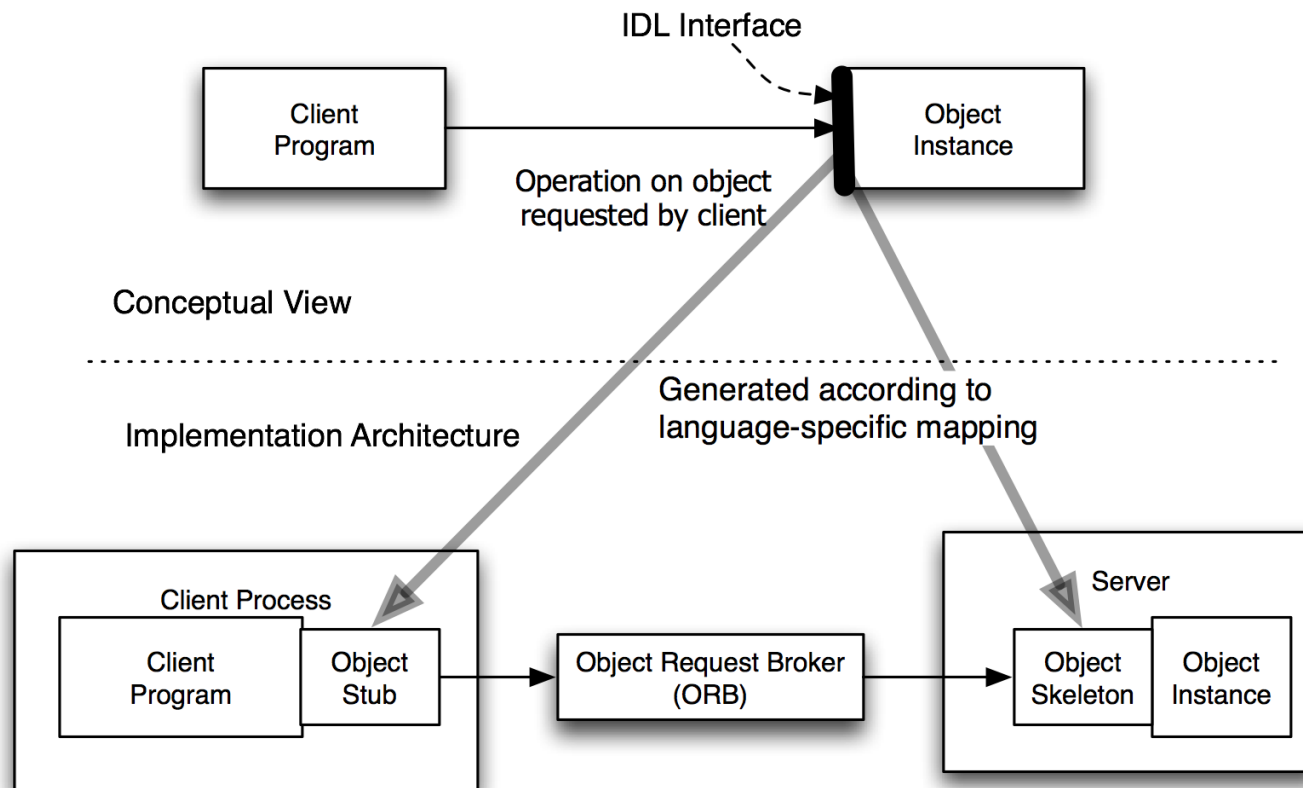 IDL Interface
Client
Program
Object
Instance
Operation on object
requested by client
Conceptual View
Generated according to
language-specific mapping
Implementation Architecture
Client Process
Client
Program
Object
Stub
Object Request Broker
(ORB)
Server
Object
Skeleton
Object
Instance